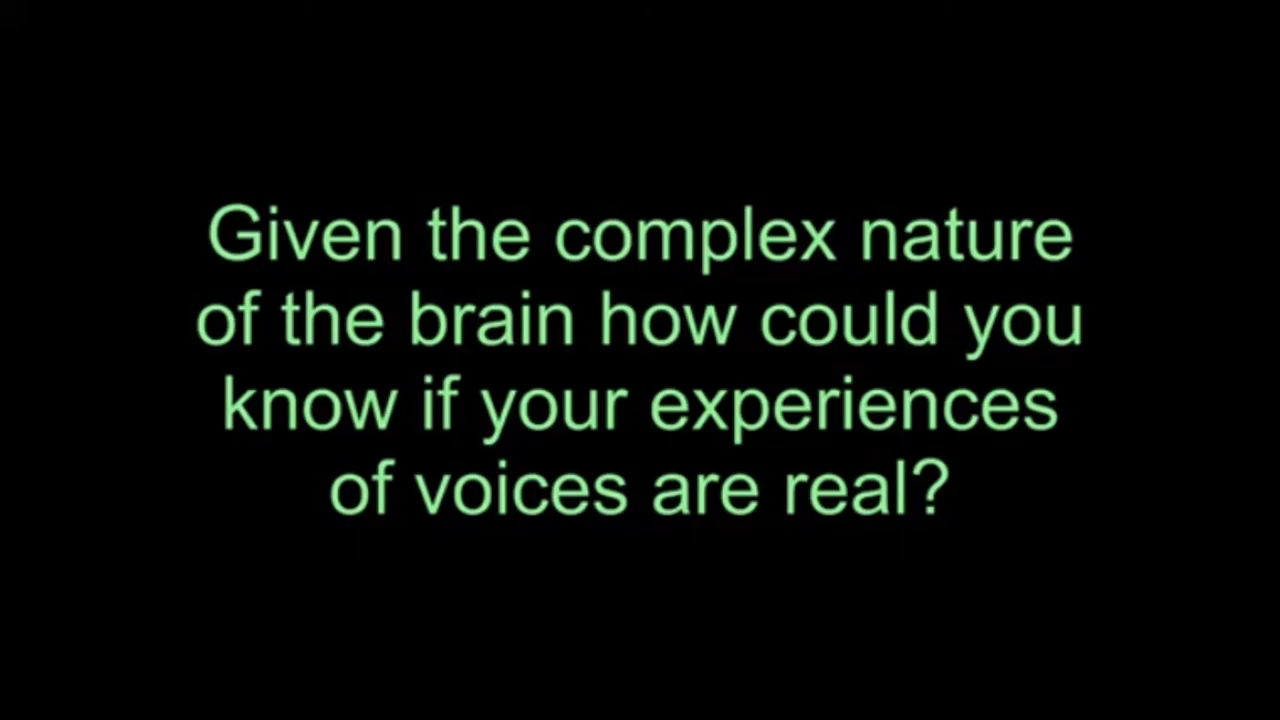 Given the complex nature
of the brain how could you
know if your experiences
of voices are real?